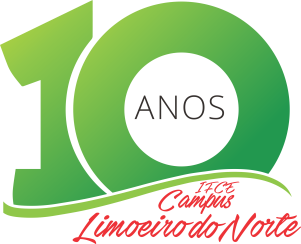 10
ANOS
IFCE
Campus
Limoeiro do Norte